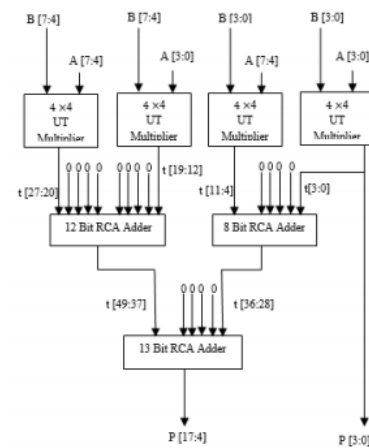 B [7:4] B [7:4] B [3:0] B [3:0]
A [7:4] A [3:0] A [7:4] A [3:0]
4 ×4 4 ×4 4 ×4 4 ×4
UT UT UT UT
Multiplier Multiplier Multiplier Multiplier
t [27:20] 0 0 0 0 0 0 0 0 t [19:12] t [11:4] 0 0 0 0 t[3:0]
12 Bit RCA Adder 8 Bit RCA Adder
t [49:37] 0 0 0 0 t [36:28]
13 Bit RCA Adder
P [17:4] P [3:0]